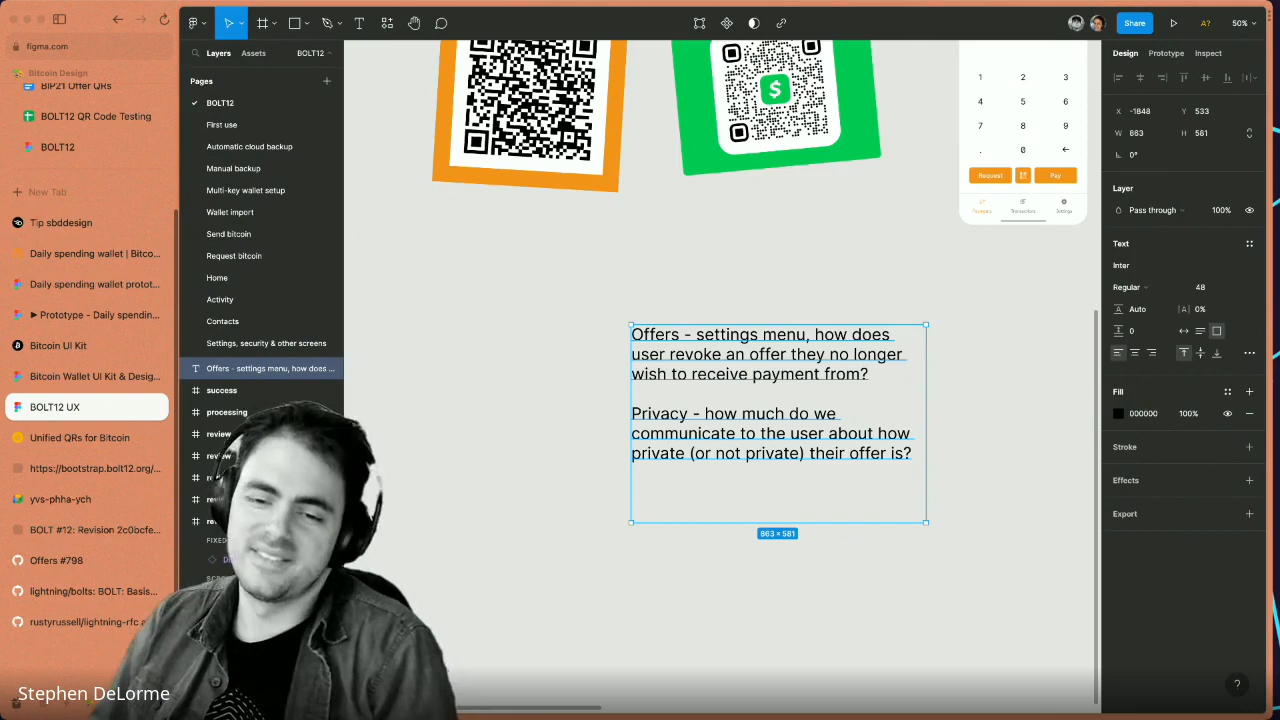 figma.com
Bitcoin Design
BIP21 Offer QRs
BOLT12 QR Code Testing
BOLT12
New Tab
Tip sbddesign
Daily spending wallet | Bitco...
Daily spending wallet protot...
Prototype - Daily spendin...
Bitcoin UI Kit
Bitcoin Wallet UI Kit & Desig...
BOLT12 UX
Unified QRs for Bitcoin
https://bootstrap.bolt12.org/...
yvs-phha-ych
BOLT #12: Revision 2c0bcfe...
Offers #798
lightning/bolts: BOLT: Basis...
rustyrussell/lightning-rfc a
Layers
Assets
BOLT12
Pages
BOLT12
First use
Automatic cloud backup
Manual backup
Multi-key wallet setup
Wallet import
Send bitcoin
Request bitcoin
Home
Activity
Contacts
Settings, security & other screens
Offers - settings menu, how does ...
success
processing
review
FIXED
$
1 2 3
4 5 6
7 8 9
. 0
Request
Pay
Payments
Transactions
Settings
Offers - settings menu, how does
user revoke an offer they no longer
wish to receive payment from?
Privacy - how much do we
communicate to the user about how
private (or not private) their offer is?
863 × 581
Share
A?
50%
Design
Prototype
Inspect
X -1848
Y 533
W 863
H 581
0°
Layer
Pass through
100%
Text
Inter
Regular
48
Auto
|A| 0%
0
Fill
000000
100%
Stroke
Effects
Export
?
Stephen DeLorme